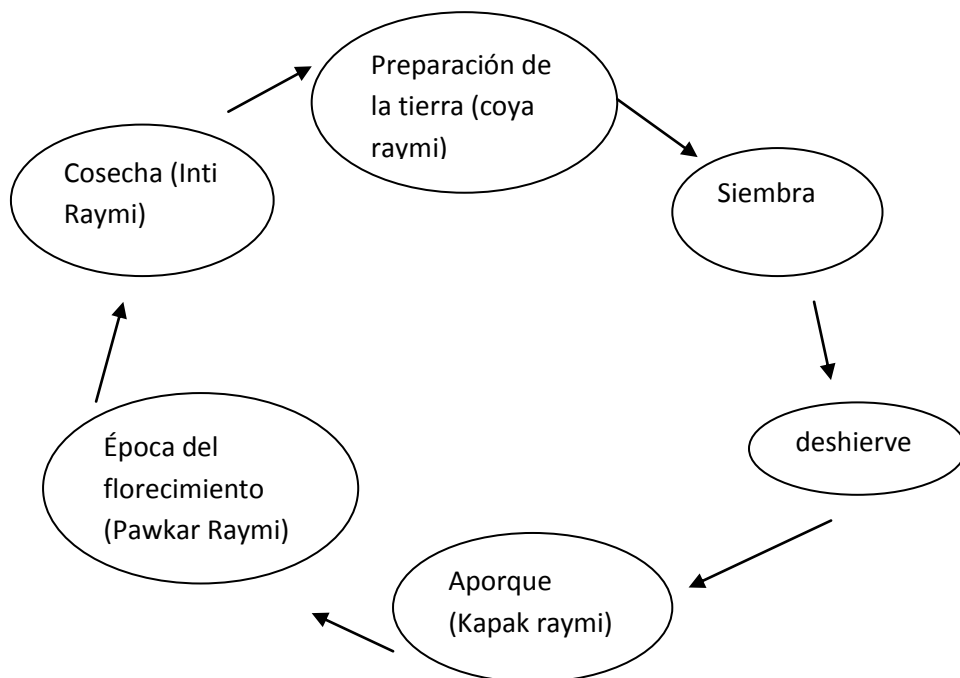 Preparación de
la tierra (coya
raymi)
Siembra
deshierve
Aporque
(Kapak raymi)
Época del
florecimiento
(Pawkar Raymi)
Cosecha (Inti
Raymi)